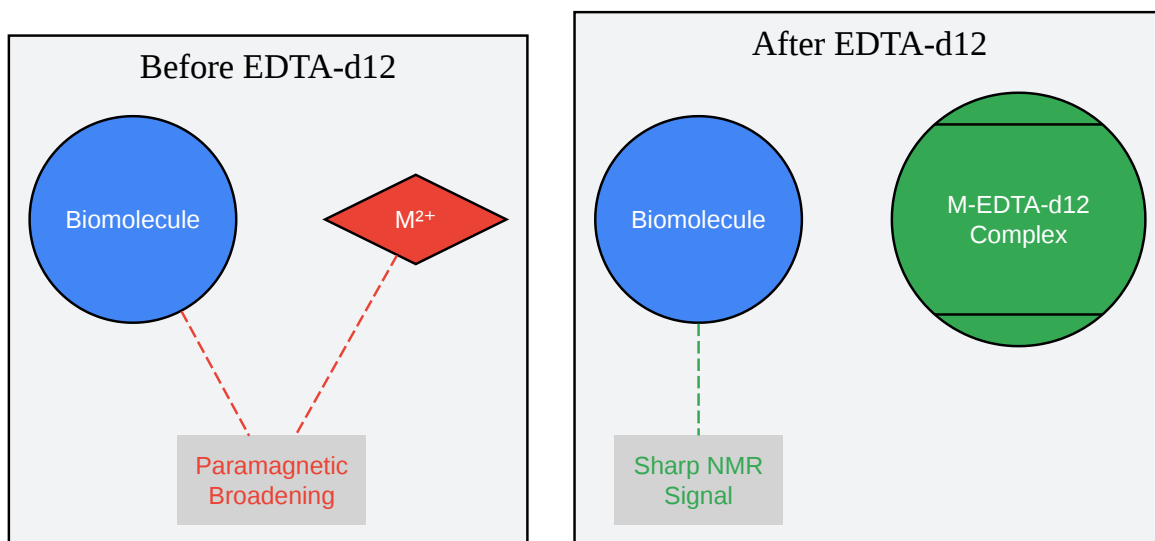 Before EDTA-d12
Biomolecule
M²⁺
Paramagnetic
Broadening
After EDTA-d12
Biomolecule
M-EDTA-d12
Complex
Sharp NMR
Signal